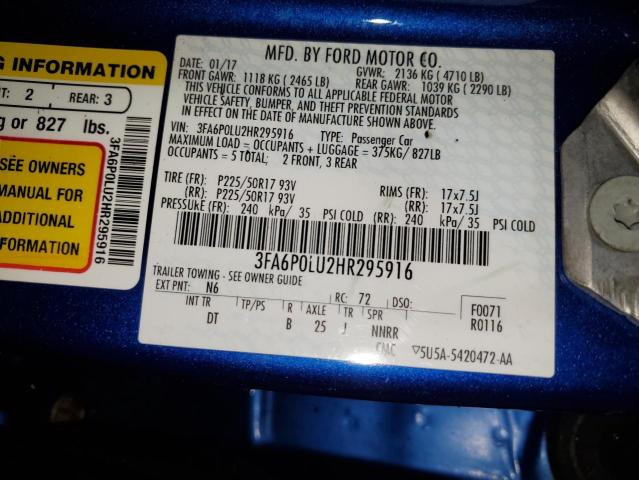 G INFORMATION
NT: 2 REAR: 3
g or 827 lbs.
SEE OWNERS
MANUAL FOR
ADDITIONAL
INFORMATION
3FA6P0LU2HR295916
MFD. BY FORD MOTOR CO.
DATE: 01/17 GVWR: 2136 KG (4710 LB)
FRONT GAWR: 1118 KG (2465 LB) REAR GAWR: 1039 KG (2290 LB)
THIS VEHICLE CONFORMS TO ALL APPLICABLE FEDERAL MOTOR
VEHICLE SAFETY, BUMPER, AND THEFT PREVENTION STANDARDS
IN EFFECT ON THE DATE OF MANUFACTURE SHOWN ABOVE.
VIN: 3FA6P0LU2HR295916 TYPE: Passenger Car
MAXIMUM LOAD = OCCUPANTS + LUGGAGE = 375KG/ 827LB
OCCUPANTS = 5 TOTAL; 2 FRONT, 3 REAR
TIRE (FR): P225/50R17 93V RIMS (FR): 17x7.5J
(RR): P225/50R17 93V (RR): 17x7.5J
PRESSURE (FR): 240 kPa/ 35 PSI COLD (RR): 240 kPa/ 35 PSI COLD
3FA6P0LU2HR295916
TRAILER TOWING - SEE OWNER GUIDE
EXT PNT: N6 RC: 72 DSO: F0071
INT TR TP/PS R AXLE TR SPR R0116
DT B 25 J NNRR
CMC ▽5U5A-5420472-AA